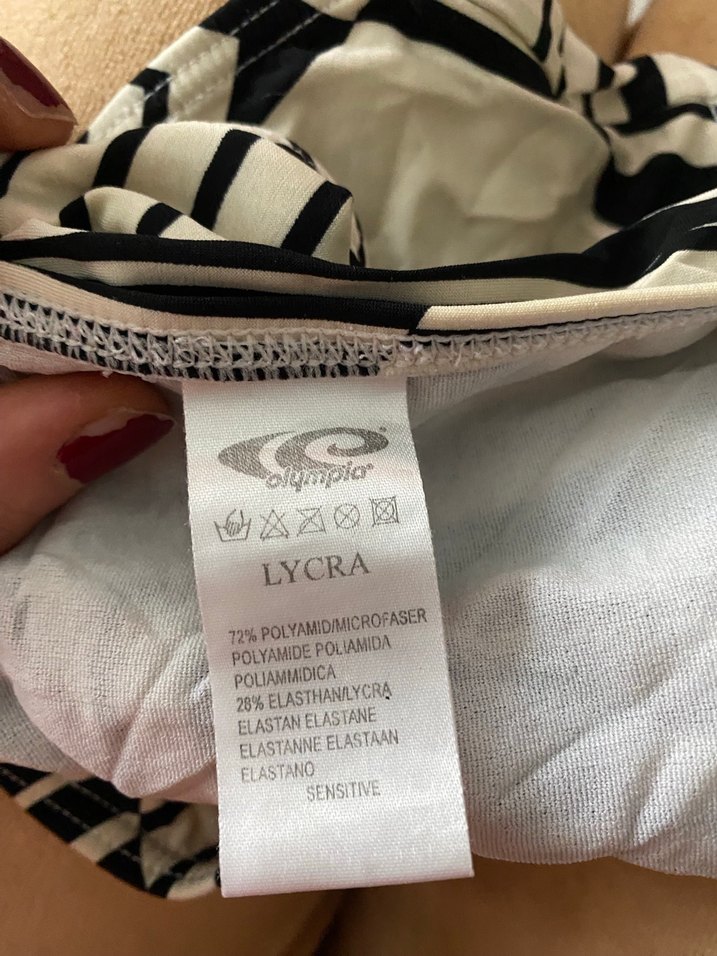 olympia®
LYCRA
72% POLYAMID/MICROFASER
POLYAMIDE POLIAMIDA
POLIAMMIDICA
28% ELASTHAN/LYCRA
ELASTAN ELASTANE
ELASTANNE ELASTAAN
ELASTANO
SENSITIVE